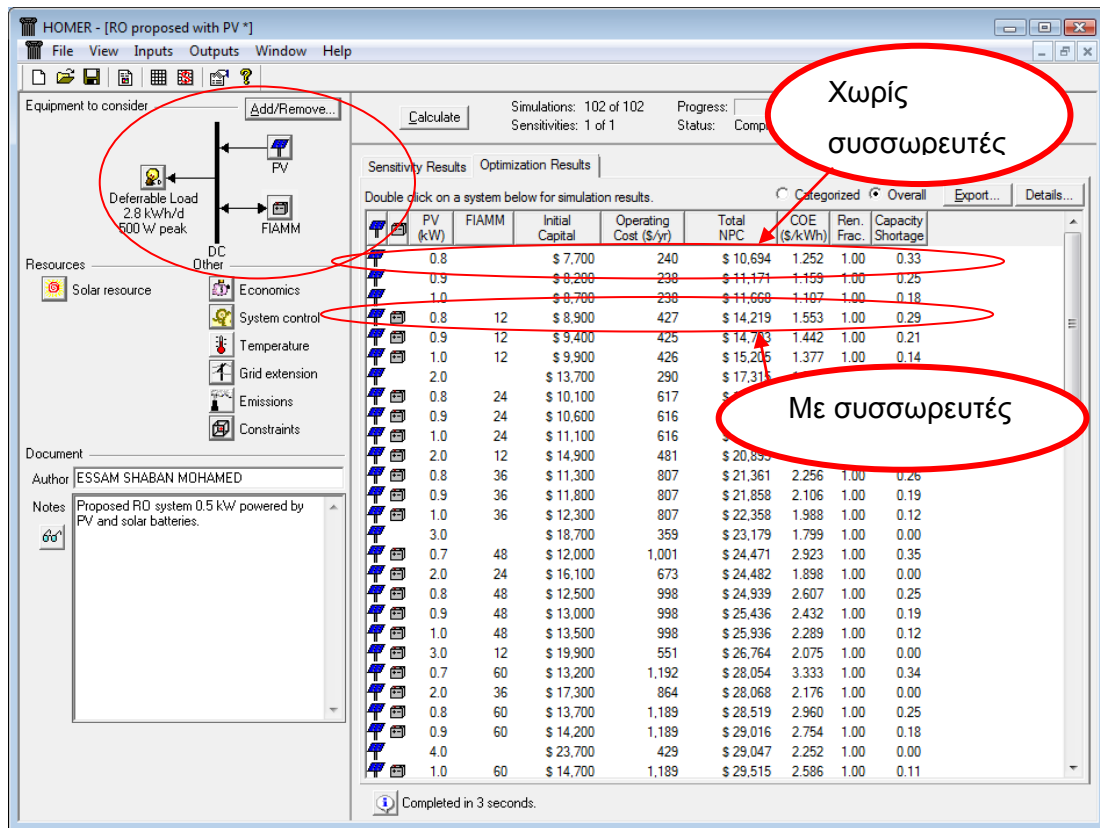 HOMER - [RO proposed with PV *]
File View Inputs Outputs Window Help
Equipment to consider
Add/Remove...
PV
Deferrable Load
2.8 kWh/d
500 W peak
FIAMM
DC
Resources
Other
Solar resource
Economics
System control
Temperature
Grid extension
Emissions
Constraints
Document
Author ESSAM SHABAN MOHAMED
Notes Proposed RO system 0.5 kW powered by
PV and solar batteries.
Calculate
Simulations: 102 of 102 Progress:
Sensitivities: 1 of 1 Status:
Χωρίς
συσσωρευτές
Sensitivity Results Optimization Results
Double click on a system below for simulation results.
Categorized Overall Export... Details...
PV FIAMM Initial Operating Total COE Ren. Capacity
(kW) Capital Cost ($/yr) NPC ($/kWh) Frac. Shortage
0.8 $ 7,700 240 $ 10,694 1.252 1.00 0.33
0.9 $ 8,200 238 $ 11,171 1.159 1.00 0.25
1.0 $ 8,700 238 $ 11,668 1.107 1.00 0.18
0.8 12 $ 8,900 427 $ 14,219 1.553 1.00 0.29
0.9 12 $ 9,400 425 1.442 1.00 0.21
1.0 12 $ 9,900 426 $ 15,205 1.377 1.00 0.14
2.0 $ 13,700 290 $ 17,315
0.8 24 $ 10,100 617
0.9 24 $ 10,600 616
1.0 24 $ 11,100 616
2.0 12 $ 14,900 481 $ 20,895
Με συσσωρευτές
0.8 36 $ 11,300 807 $ 21,361 2.256 1.00 0.26
0.9 36 $ 11,800 807 $ 21,858 2.106 1.00 0.19
1.0 36 $ 12,300 807 $ 22,358 1.988 1.00 0.12
3.0 $ 18,700 359 $ 23,179 1.799 1.00 0.00
0.7 48 $ 12,000 1,001 $ 24,471 2.923 1.00 0.35
2.0 24 $ 16,100 673 $ 24,482 1.898 1.00 0.00
0.8 48 $ 12,500 998 $ 24,939 2.607 1.00 0.25
0.9 48 $ 13,000 998 $ 25,436 2.432 1.00 0.19
1.0 48 $ 13,500 998 $ 25,936 2.289 1.00 0.12
3.0 12 $ 19,900 551 $ 26,764 2.075 1.00 0.00
0.7 60 $ 13,200 1,192 $ 28,054 3.333 1.00 0.34
2.0 36 $ 17,300 864 $ 28,068 2.176 1.00 0.00
0.8 60 $ 13,700 1,189 $ 28,519 2.960 1.00 0.25
0.9 60 $ 14,200 1,189 $ 29,016 2.754 1.00 0.18
4.0 $ 23,700 429 $ 29,047 2.252 1.00 0.00
1.0 60 $ 14,700 1,189 $ 29,515 2.586 1.00 0.11
Completed in 3 seconds.